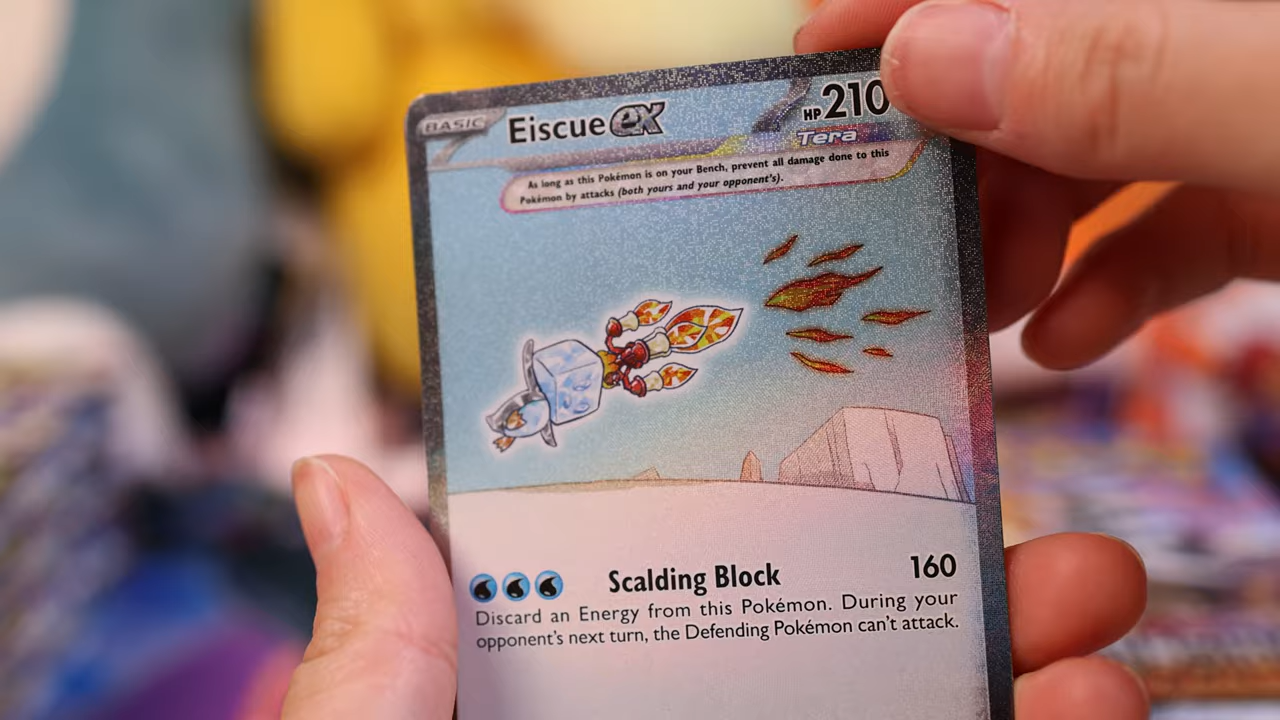 BASIC Eiscue ex HP 210
Tera
As long as this Pokémon is on your Bench, prevent all damage done to this
Pokémon by attacks (both yours and your opponent's).
Scalding Block 160
Discard an Energy from this Pokémon. During your
opponent's next turn, the Defending Pokémon can't attack.